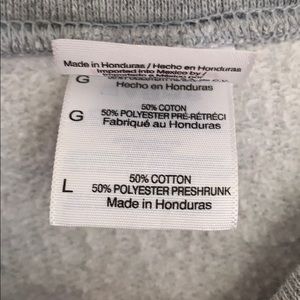 Made in Honduras / Hecho en Honduras
Imported into Mexico by /
G
Hecho en Honduras
50% COTON
G 50% POLYESTER PRÉ-RÉTRÉCI
Fabriqué au Honduras
50% COTTON
L 50% POLYESTER PRESHRUNK
Made in Honduras